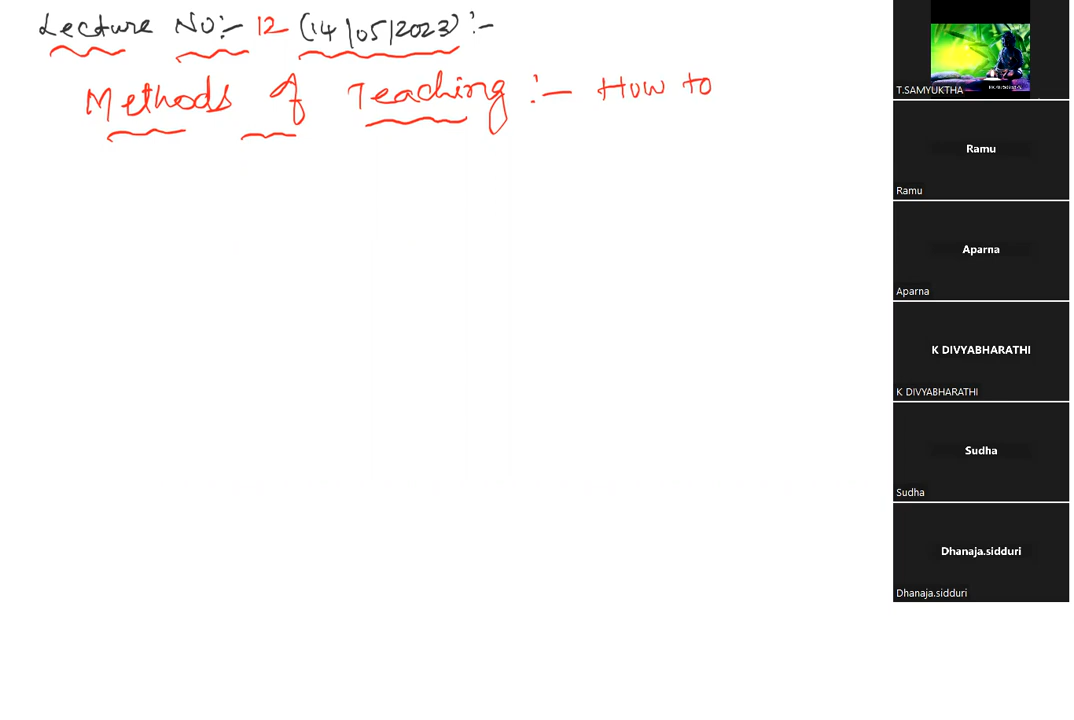 Lecture No:- 12 (14/05/2023):-
Methods of Teaching :- How to
T.SAMYUKTHA
Ramu
Ramu
Aparna
Aparna
K DIVYABHARATHI
K DIVYABHARATHI
Sudha
Sudha
Dhanaja.sidduri
Dhanaja.sidduri